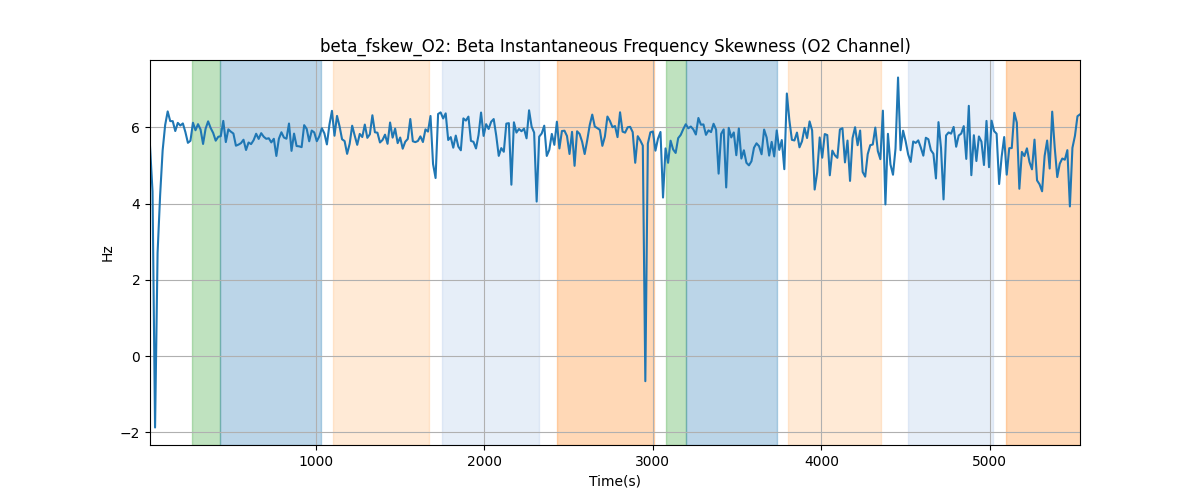 beta_fskew_O2: Beta Instantaneous Frequency Skewness (O2 Channel)
Hz
6
4
2
0
−2
1000 2000 3000 4000 5000
Time(s)